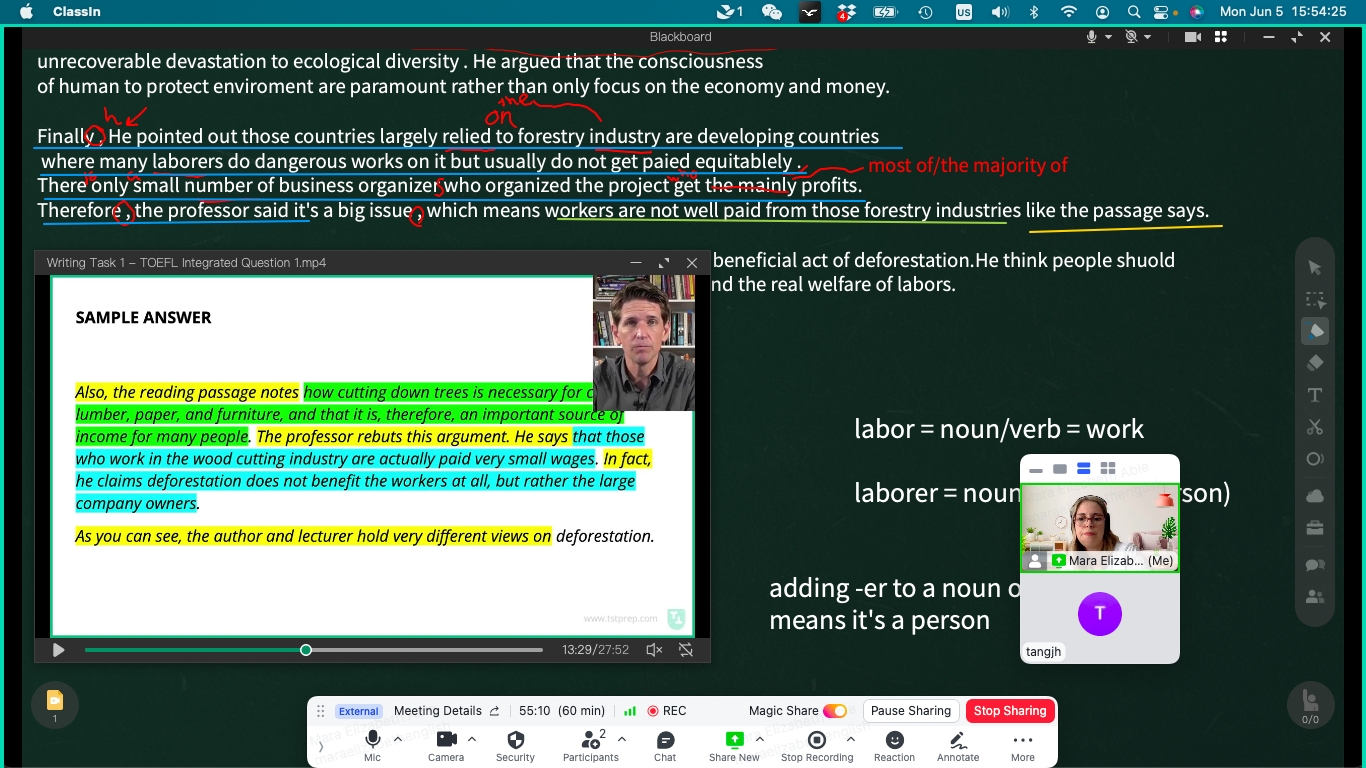 ClassIn
1
4
US
Mon Jun 5 15:54:25
Blackboard
unrecoverable devastation to ecological diversity . He argued that the consciousness
of human to protect enviroment are paramount rather than only focus on the economy and money.
h
the
on
Finally , He pointed out those countries largely relied to forestry industry are developing countries
where many laborers do dangerous works on it but usually do not get paied equitablely .
most of/the majority of
is a
There only small number of business organizers who organized the project get the mainly profits.
Therefore , the professor said it's a big issue , which means workers are not well paid from those forestry industries like the passage says.
beneficial act of deforestation.He think people shuold
nd the real welfare of labors.
Writing Task 1 – TOEFL Integrated Question 1.mp4
SAMPLE ANSWER
Also, the reading passage notes how cutting down trees is necessary for
lumber, paper, and furniture, and that it is, therefore, an important source of
income for many people. The professor rebuts this argument. He says that those
who work in the wood cutting industry are actually paid very small wages. In fact,
he claims deforestation does not benefit the workers at all, but rather the large
company owners.
As you can see, the author and lecturer hold very different views on deforestation.
www.tstprep.com
13:29/27:52
labor = noun/verb = work
laborer = noun
rson)
adding -er to a noun o
means it's a person
Mara Elizab... (Me)
T
tangjh
1
0/0
External
Meeting Details
55:10 (60 min)
REC
Magic Share
Pause Sharing
Stop Sharing
2
Mic
Camera
Security
Participants
Chat
Share New
Stop Recording
Reaction
Annotate
More